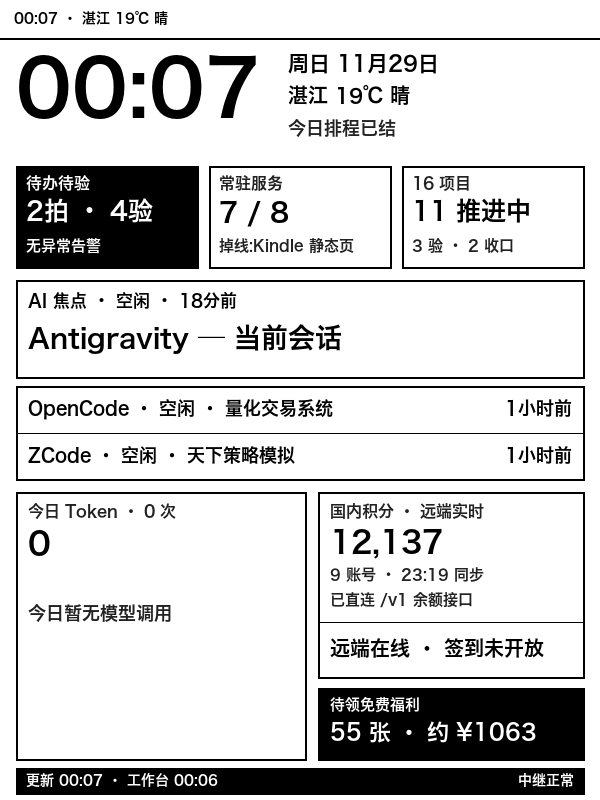 00:07 · 湛江 19℃ 晴
00:07
周日 11月29日
湛江 19℃ 晴
今日排程已结
待办待验
2拍 · 4验
无异常告警
常驻服务
7 / 8
掉线:Kindle 静态页
16 项目
11 推进中
3 验 · 2 收口
AI 焦点 · 空闲 · 18分前
Antigravity — 当前会话
OpenCode · 空闲 · 量化交易系统 1小时前
ZCode · 空闲 · 天下策略模拟 1小时前
今日 Token · 0 次
0
今日暂无模型调用
国内积分 · 远端实时
12,137
9 账号 · 23:19 同步
已直连 /v1 余额接口
远端在线 · 签到未开放
待领免费福利
55 张 · 约 ¥1063
更新 00:07 · 工作台 00:06 中继正常